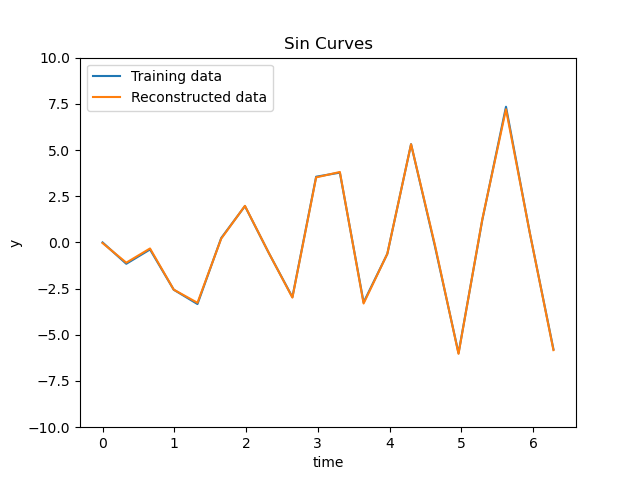 Sin Curves
Training data
Reconstructed data
10.0
7.5
5.0
2.5
0.0
−2.5
−5.0
−7.5
−10.0
y
0 1 2 3 4 5 6
time